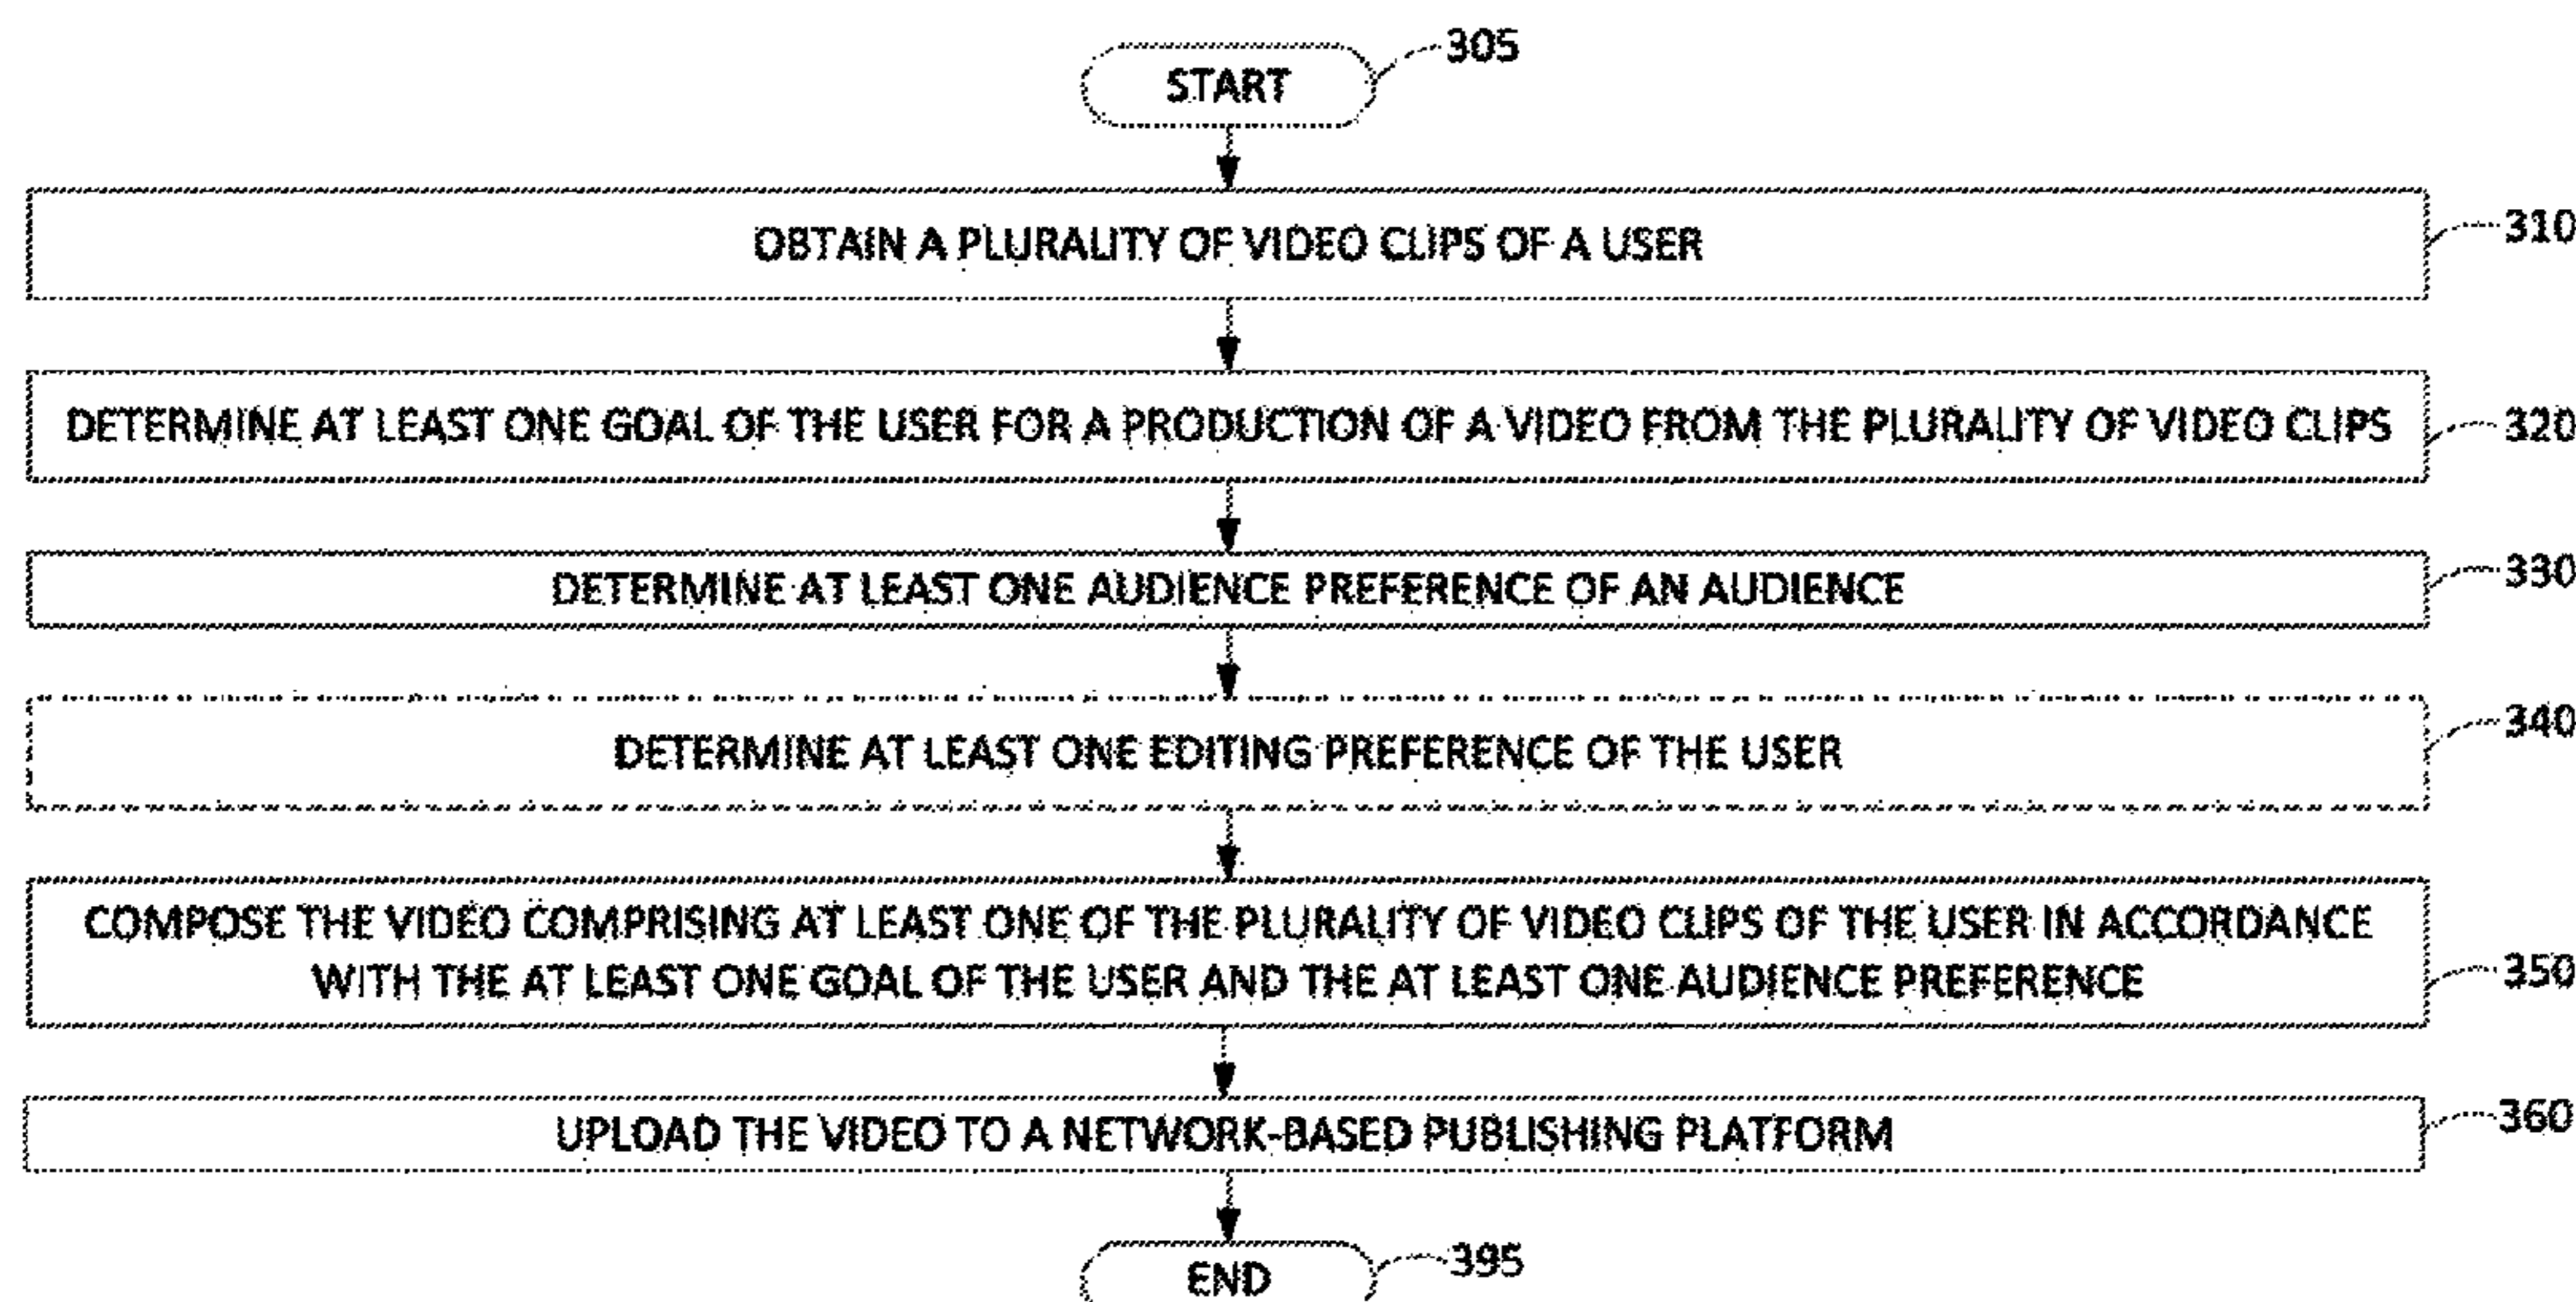 START
305
OBTAIN A PLURALITY OF VIDEO CLIPS OF A USER
310
DETERMINE AT LEAST ONE GOAL OF THE USER FOR A PRODUCTION OF A VIDEO FROM THE PLURALITY OF VIDEO CLIPS
320
DETERMINE AT LEAST ONE AUDIENCE PREFERENCE OF AN AUDIENCE
330
DETERMINE AT LEAST ONE EDITING PREFERENCE OF THE USER
340
COMPOSE THE VIDEO COMPRISING AT LEAST ONE OF THE PLURALITY OF VIDEO CLIPS OF THE USER IN ACCORDANCE
WITH THE AT LEAST ONE GOAL OF THE USER AND THE AT LEAST ONE AUDIENCE PREFERENCE
350
UPLOAD THE VIDEO TO A NETWORK-BASED PUBLISHING PLATFORM
360
END
395